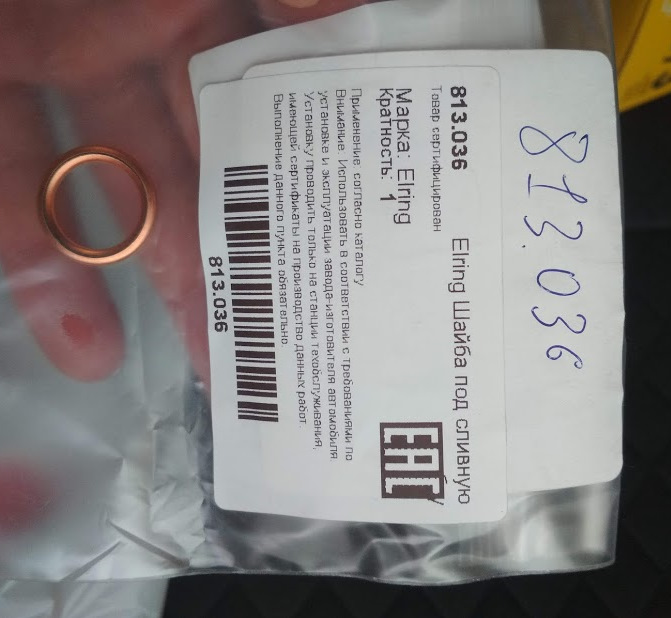 813.036
813.036 Elring Шайба под сливную
Товар сертифицирован
Марка: Elring
Кратность: 1
Применение: согласно каталогу
Внимание: Использовать в соответствии с требованиями по
установке и эксплуатации завода-изготовителя автомобиля
Установку проводить только на станции техобслуживания,
имеющей сертификаты на производство данных работ.
Выполнение данного пункта обязательно.
EAC
813.036